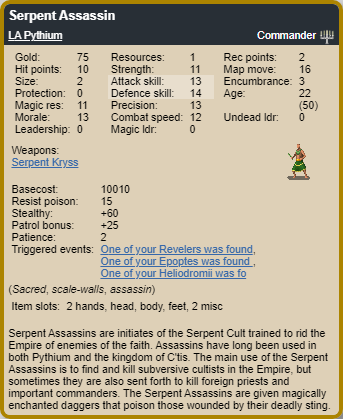 Serpent Assassin
LA Pythium Commander
Gold: 75 Resources: 1 Rec points: 2
Hit points: 10 Strength: 11 Map move: 16
Size: 2 Attack skill: 13 Encumbrance: 3
Protection: 0 Defence skill: 14 Age: 22
Magic res: 11 Precision: 13 (50)
Morale: 13 Combat speed: 12 Undead ldr: 0
Leadership: 0 Magic ldr: 0
Weapons:
Serpent Kryss
Basecost: 10010
Resist poison: 15
Stealthy: +60
Patrol bonus: +25
Patience: 2
Triggered events: One of your Revelers was found,
One of your Epoptes was found ,
One of your Heliodromii was fo
(Sacred, scale-walls, assassin)
Item slots: 2 hands, head, body, feet, 2 misc
Serpent Assassins are initiates of the Serpent Cult trained to rid the
Empire of enemies of the faith. Assassins have long been used in
both Pythium and the kingdom of C'tis. The main use of the Serpent
Assassins is to find and kill subversive cultists in the Empire, but
sometimes they are also sent forth to kill foreign priests and
important commanders. The Serpent Assassins are given magically
enchanted daggers that poison those wounded by their deadly sting.